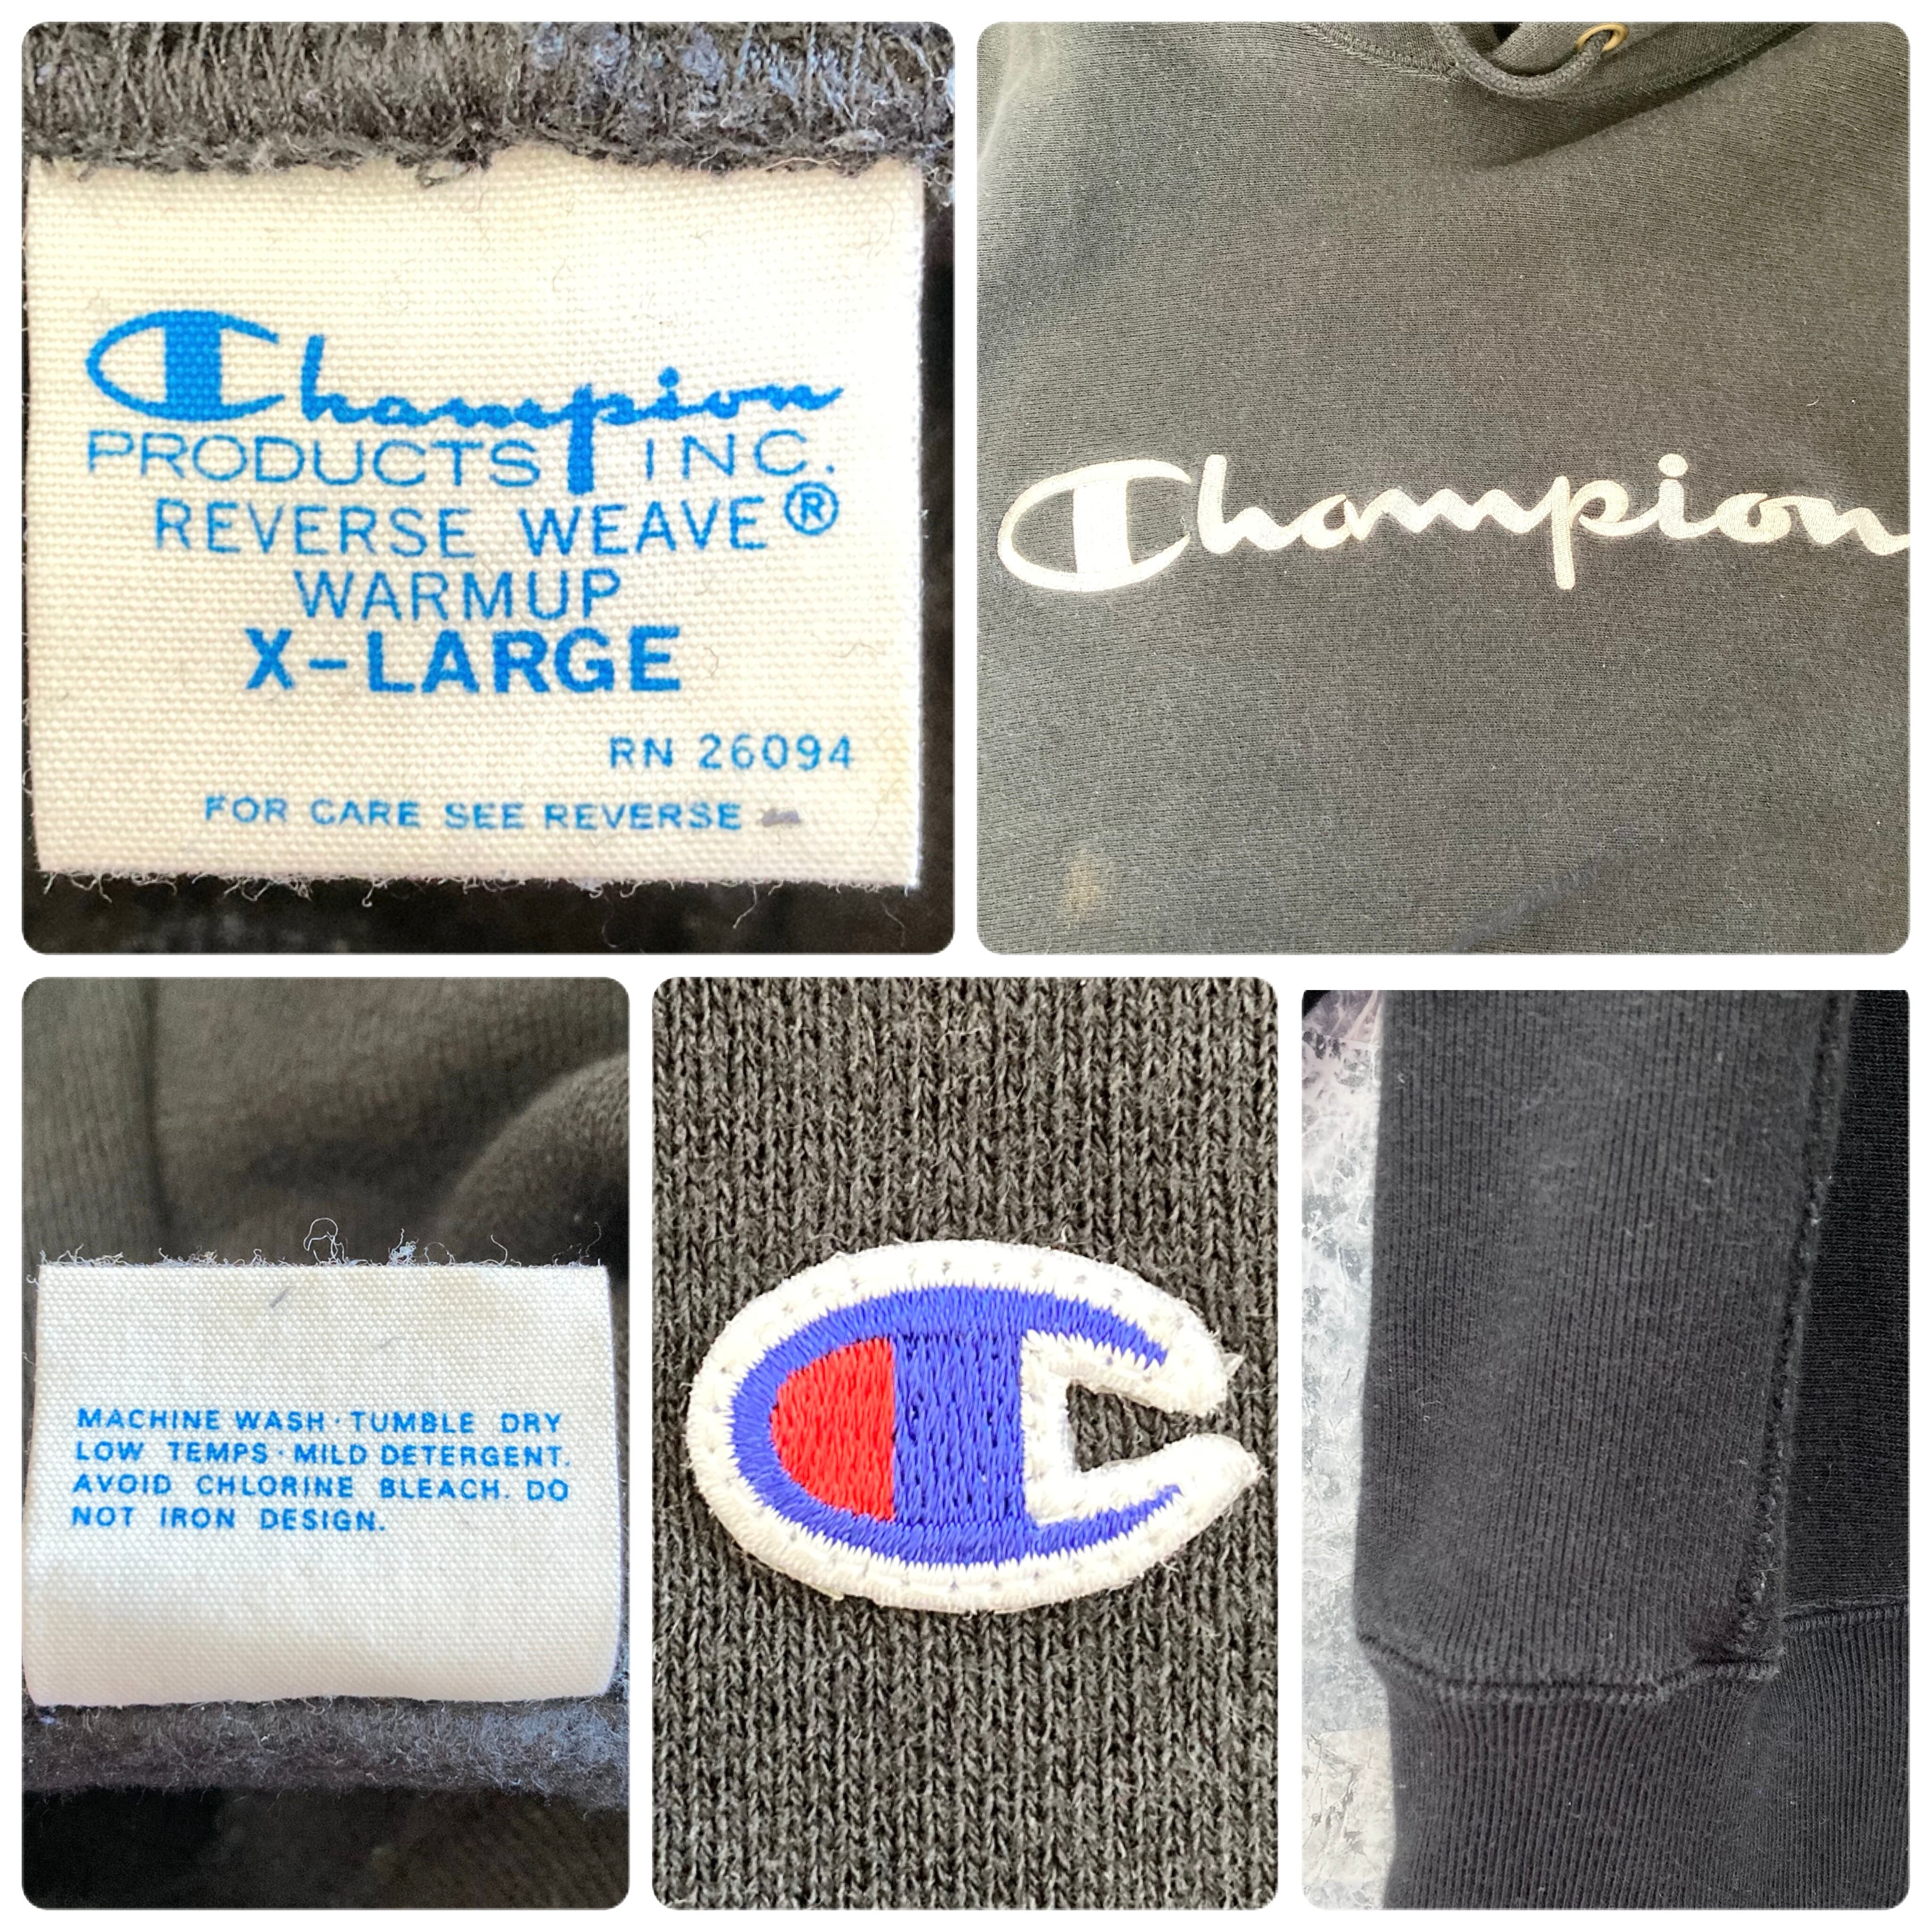 Champion
PRODUCTS INC.
REVERSE WEAVE®
WARMUP
X-LARGE
RN 26094
FOR CARE SEE REVERSE
Champion
MACHINE WASH · TUMBLE DRY
LOW TEMPS · MILD DETERGENT.
AVOID CHLORINE BLEACH. DO
NOT IRON DESIGN.